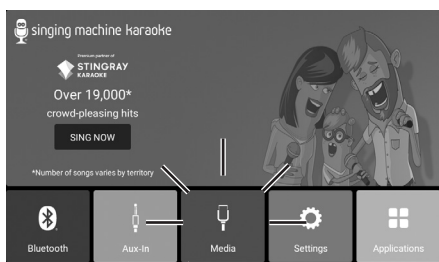 singing machine karaoke
Premium partner of
STINGRAY
KARAOKE
Over 19,000*
crowd-pleasing hits
SING NOW
*Number of songs varies by territory
Bluetooth
Aux-In
Media
Settings
Applications